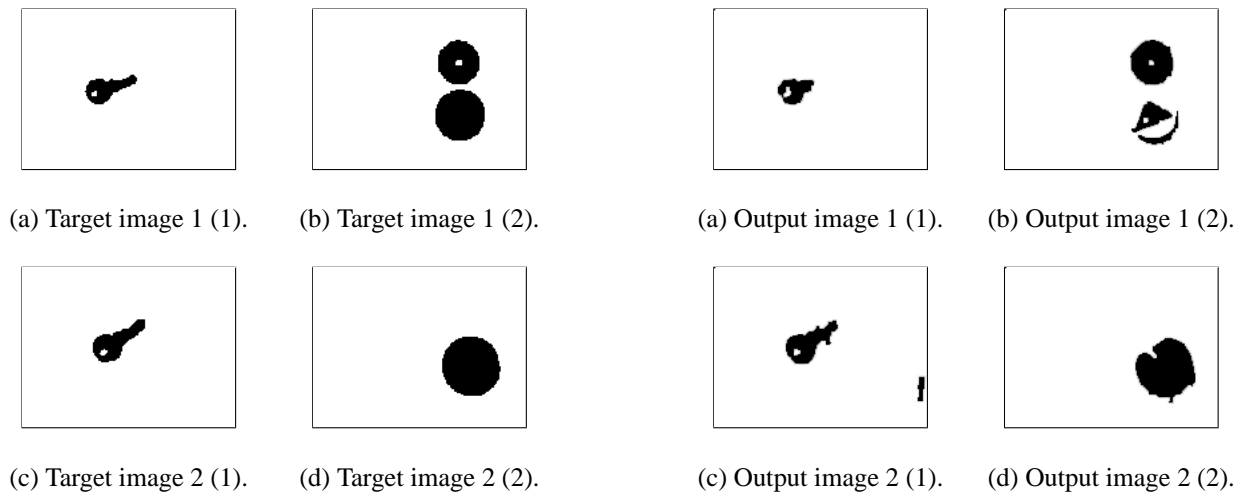 (a) Target image 1 (1).
(b) Target image 1 (2).
(a) Output image 1 (1).
(b) Output image 1 (2).
(c) Target image 2 (1).
(d) Target image 2 (2).
(c) Output image 2 (1).
(d) Output image 2 (2).